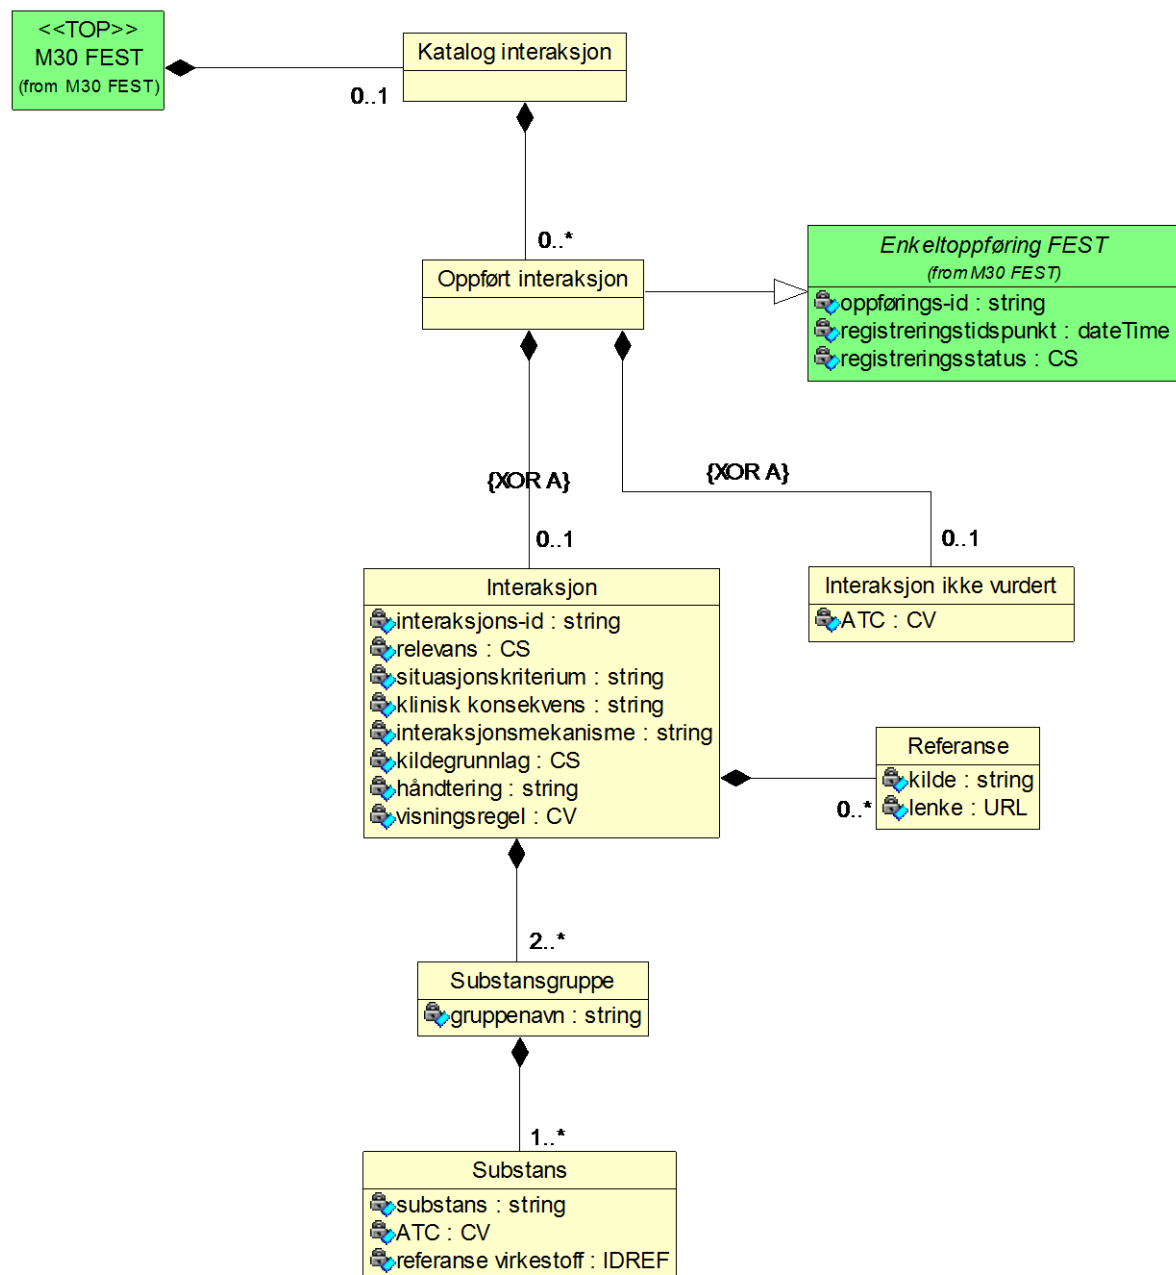 <<TOP>>
M30 FEST
(from M30 FEST)
0..1
Katalog interaksjon
0..*
Oppført interaksjon
Enkeltoppføring FEST
(from M30 FEST)
oppførings-id : string
registreringstidspunkt : dateTime
registreringsstatus : CS
{XOR A}
{XOR A}
0..1
0..1
Interaksjon
interaksjons-id : string
relevans : CS
situasjonskriterium : string
klinisk konsekvens : string
interaksjonsmekanisme : string
kildegrunnlag : CS
håndtering : string
visningsregel : CV
Interaksjon ikke vurdert
ATC : CV
Referanse
kilde : string
lenke : URL
0..*
2..*
Substansgruppe
gruppenavn : string
1..*
Substans
substans : string
ATC : CV
referanse virkestoff : IDREF